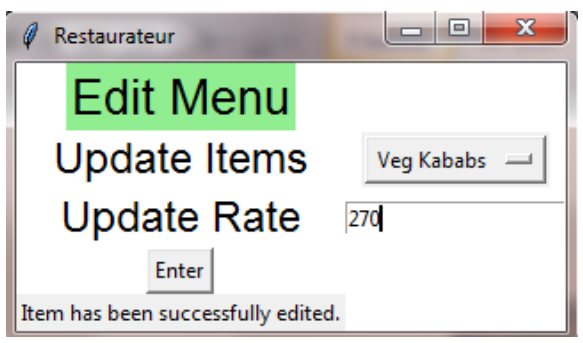 Restaurateur
Edit Menu
Update Items Veg Kababs
Update Rate 270
Enter
Item has been successfully edited.